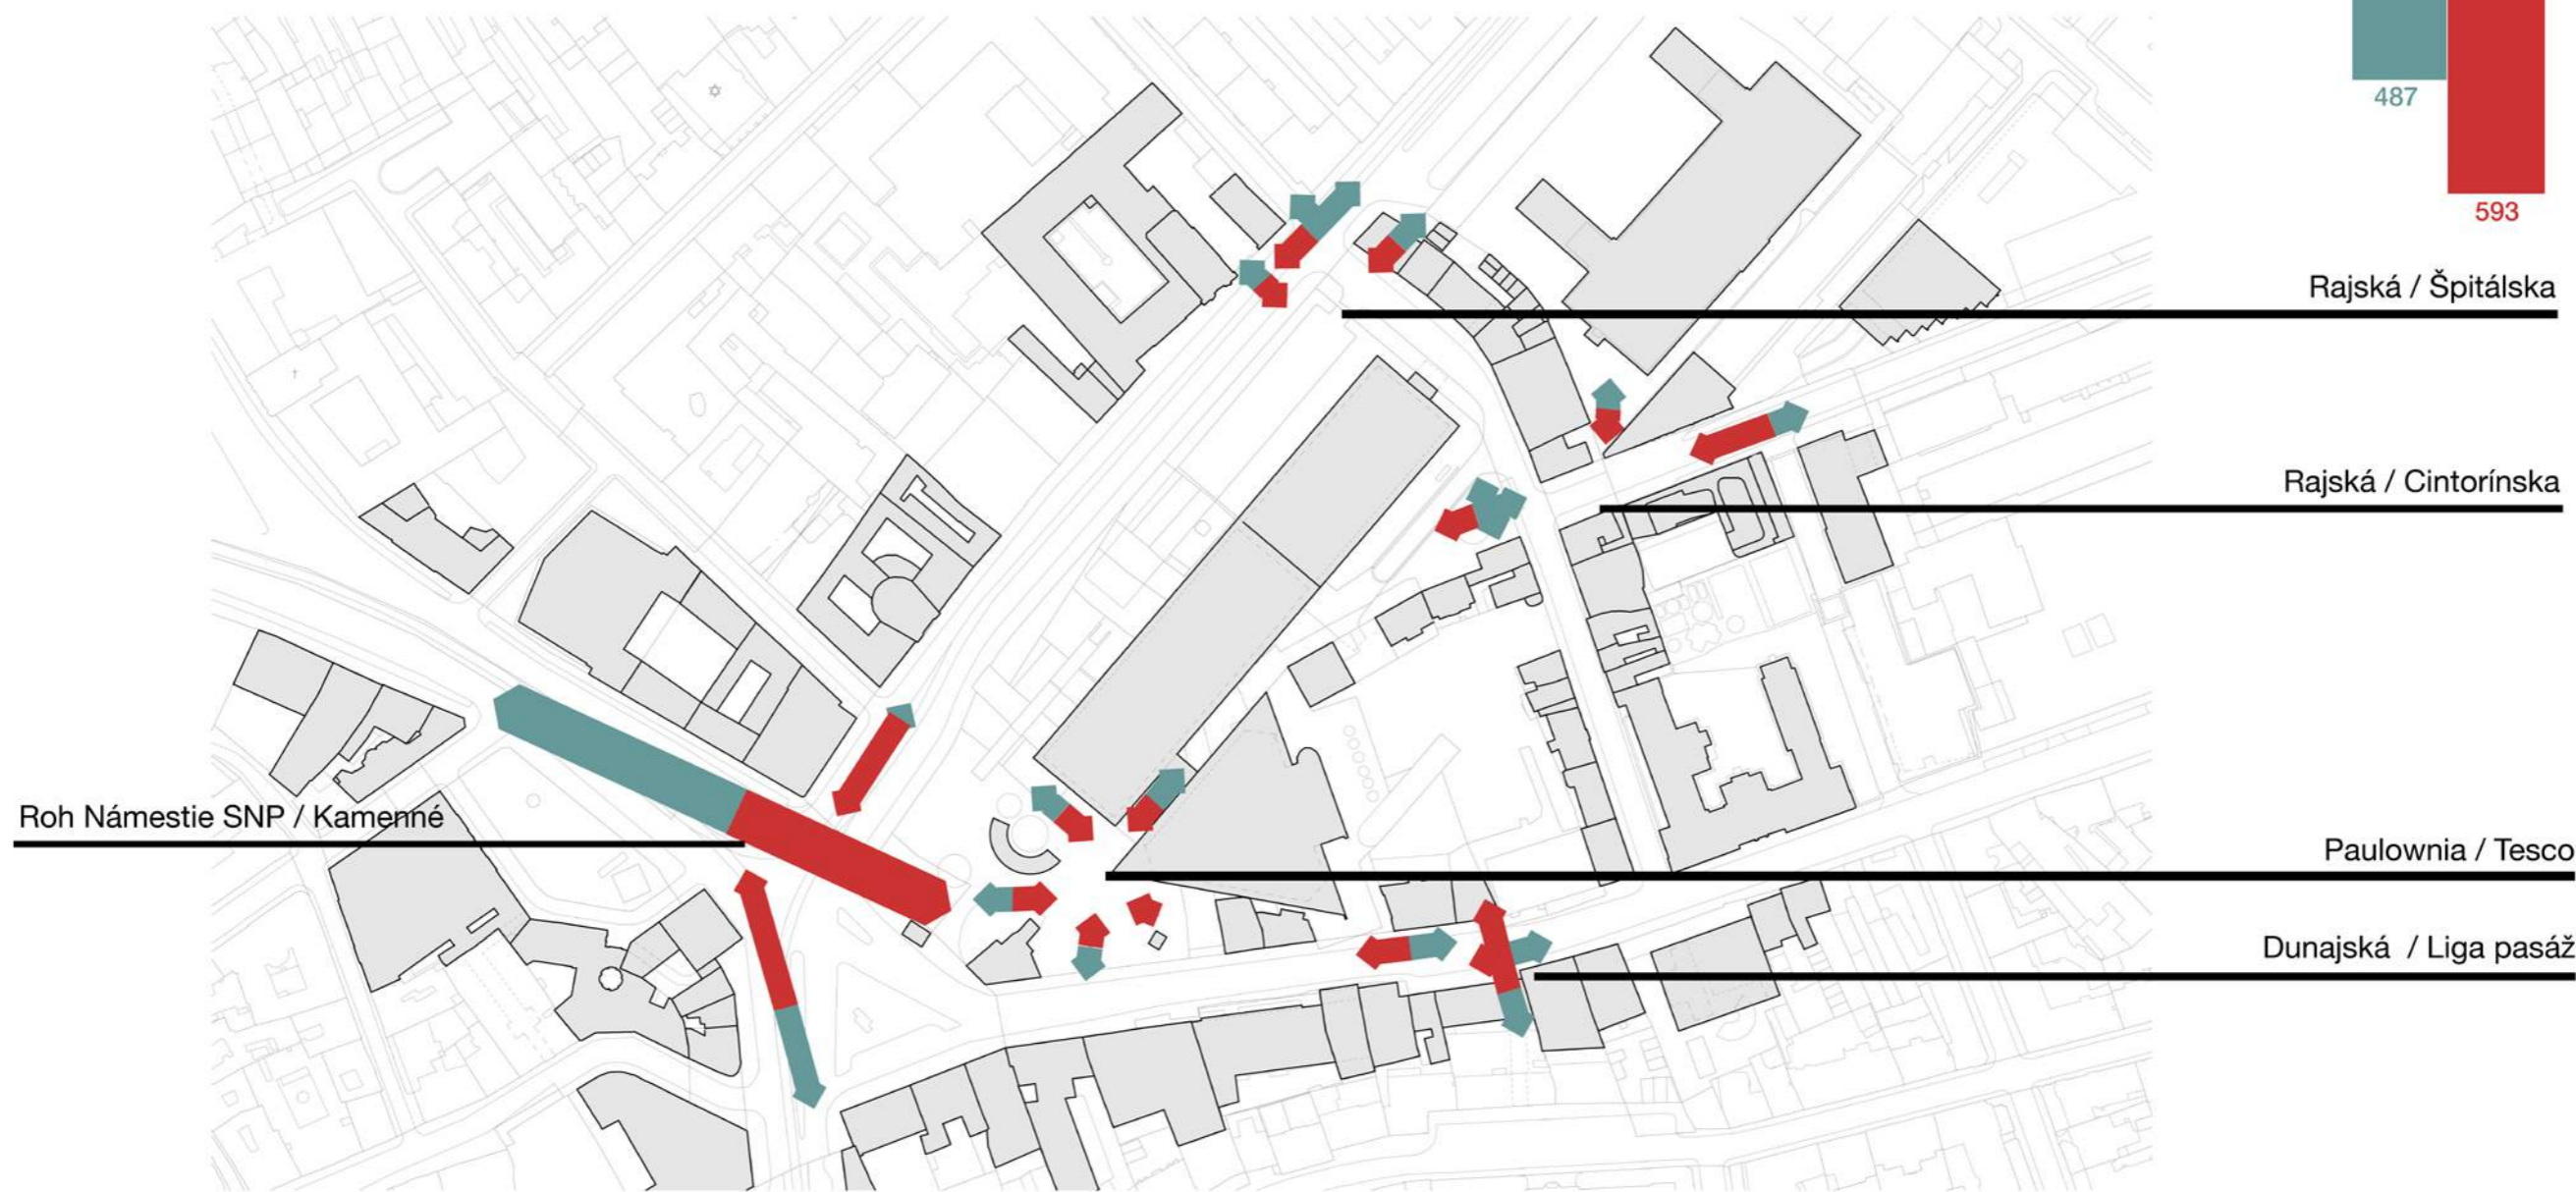 487
593
Rajská / Špitálska
Rajská / Cintorínska
Roh Námestie SNP / Kamenné
Paulownia / Tesco
Dunajská / Liga pasáž